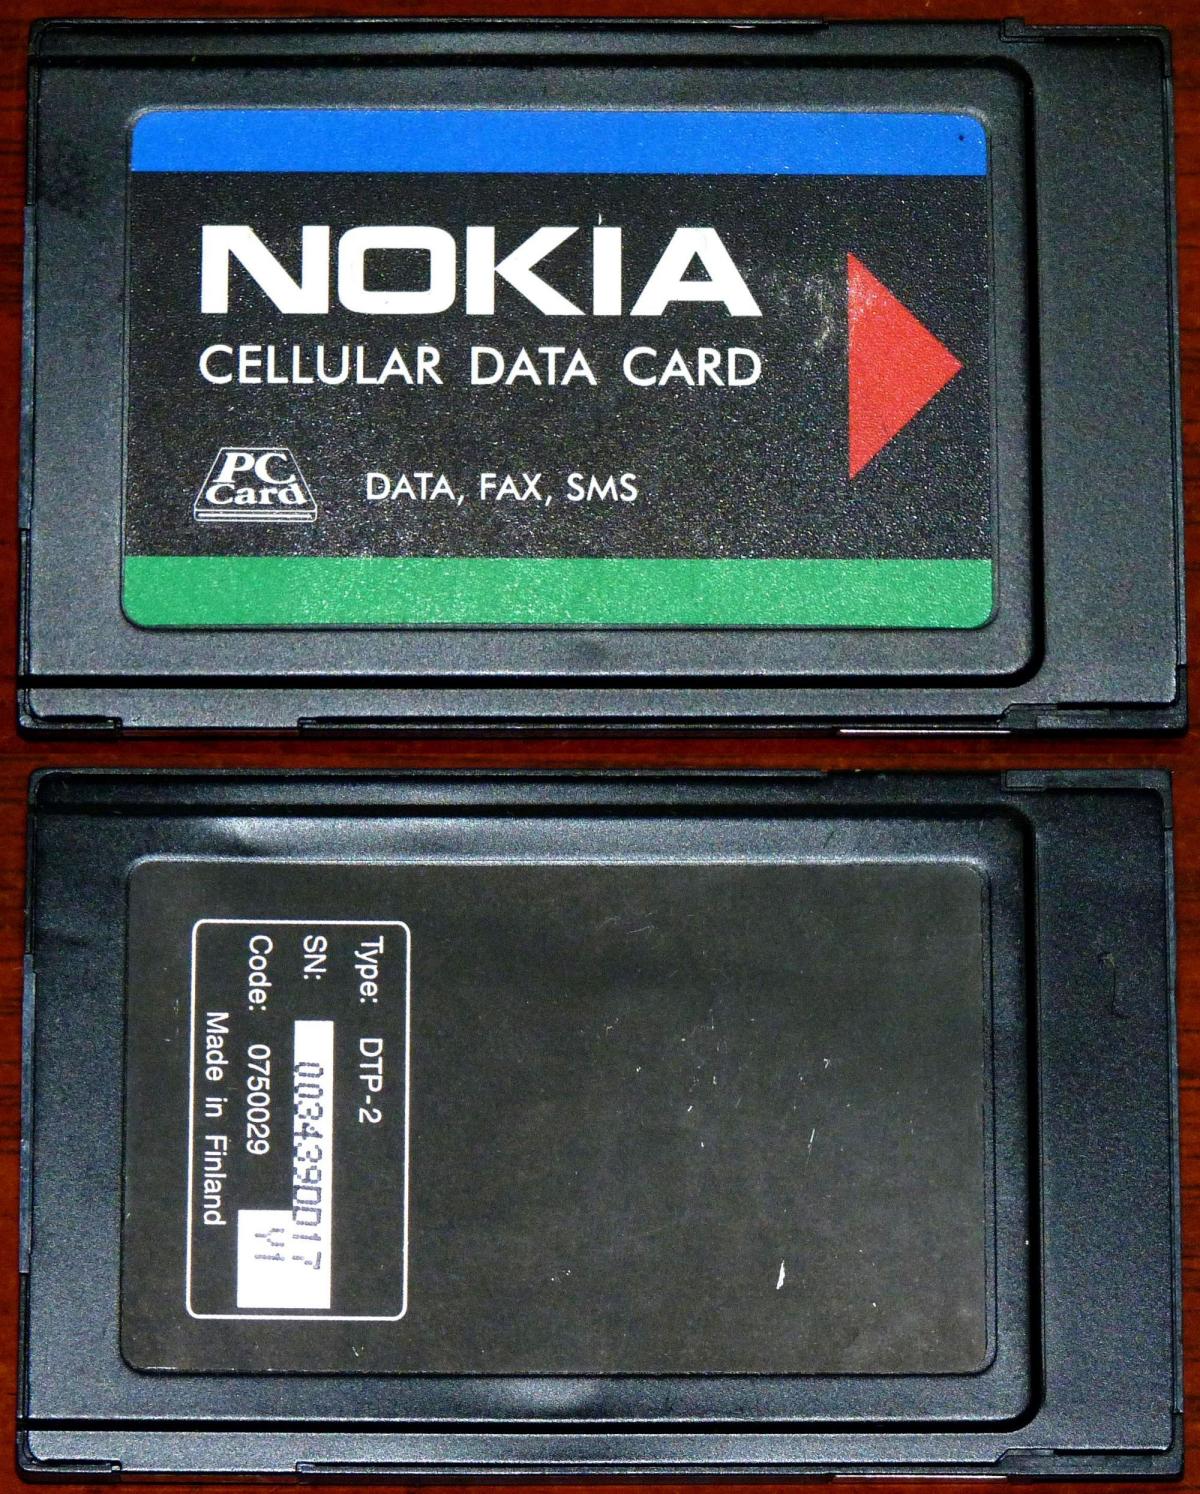 NOKIA
CELLULAR DATA CARD
PC Card
DATA, FAX, SMS
Type: DTP-2
SN:
Code: 0750029 V1
Made in Finland